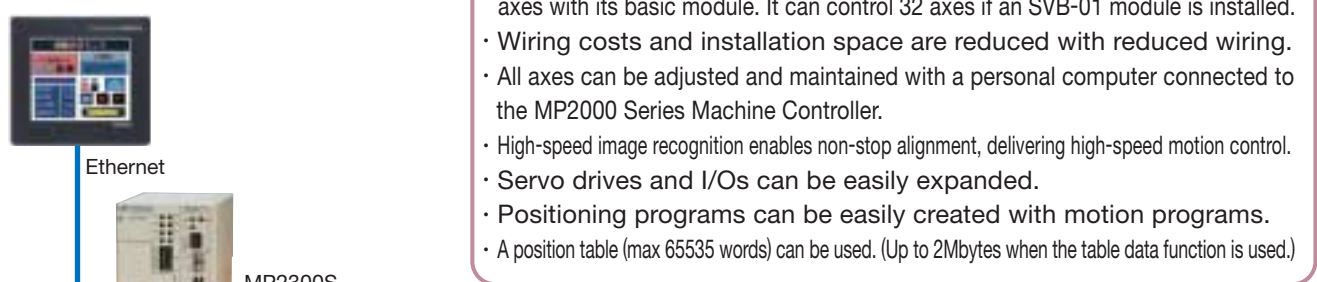 axes with its basic module. It can control 32 axes if an SVB-01 module is installed.
· Wiring costs and installation space are reduced with reduced wiring.
· All axes can be adjusted and maintained with a personal computer connected to
the MP2000 Series Machine Controller.
· High-speed image recognition enables non-stop alignment, delivering high-speed motion control.
· Servo drives and I/Os can be easily expanded.
· Positioning programs can be easily created with motion programs.
· A position table (max 65535 words) can be used. (Up to 2Mbytes when the table data function is used.)
Ethernet
MP2300S